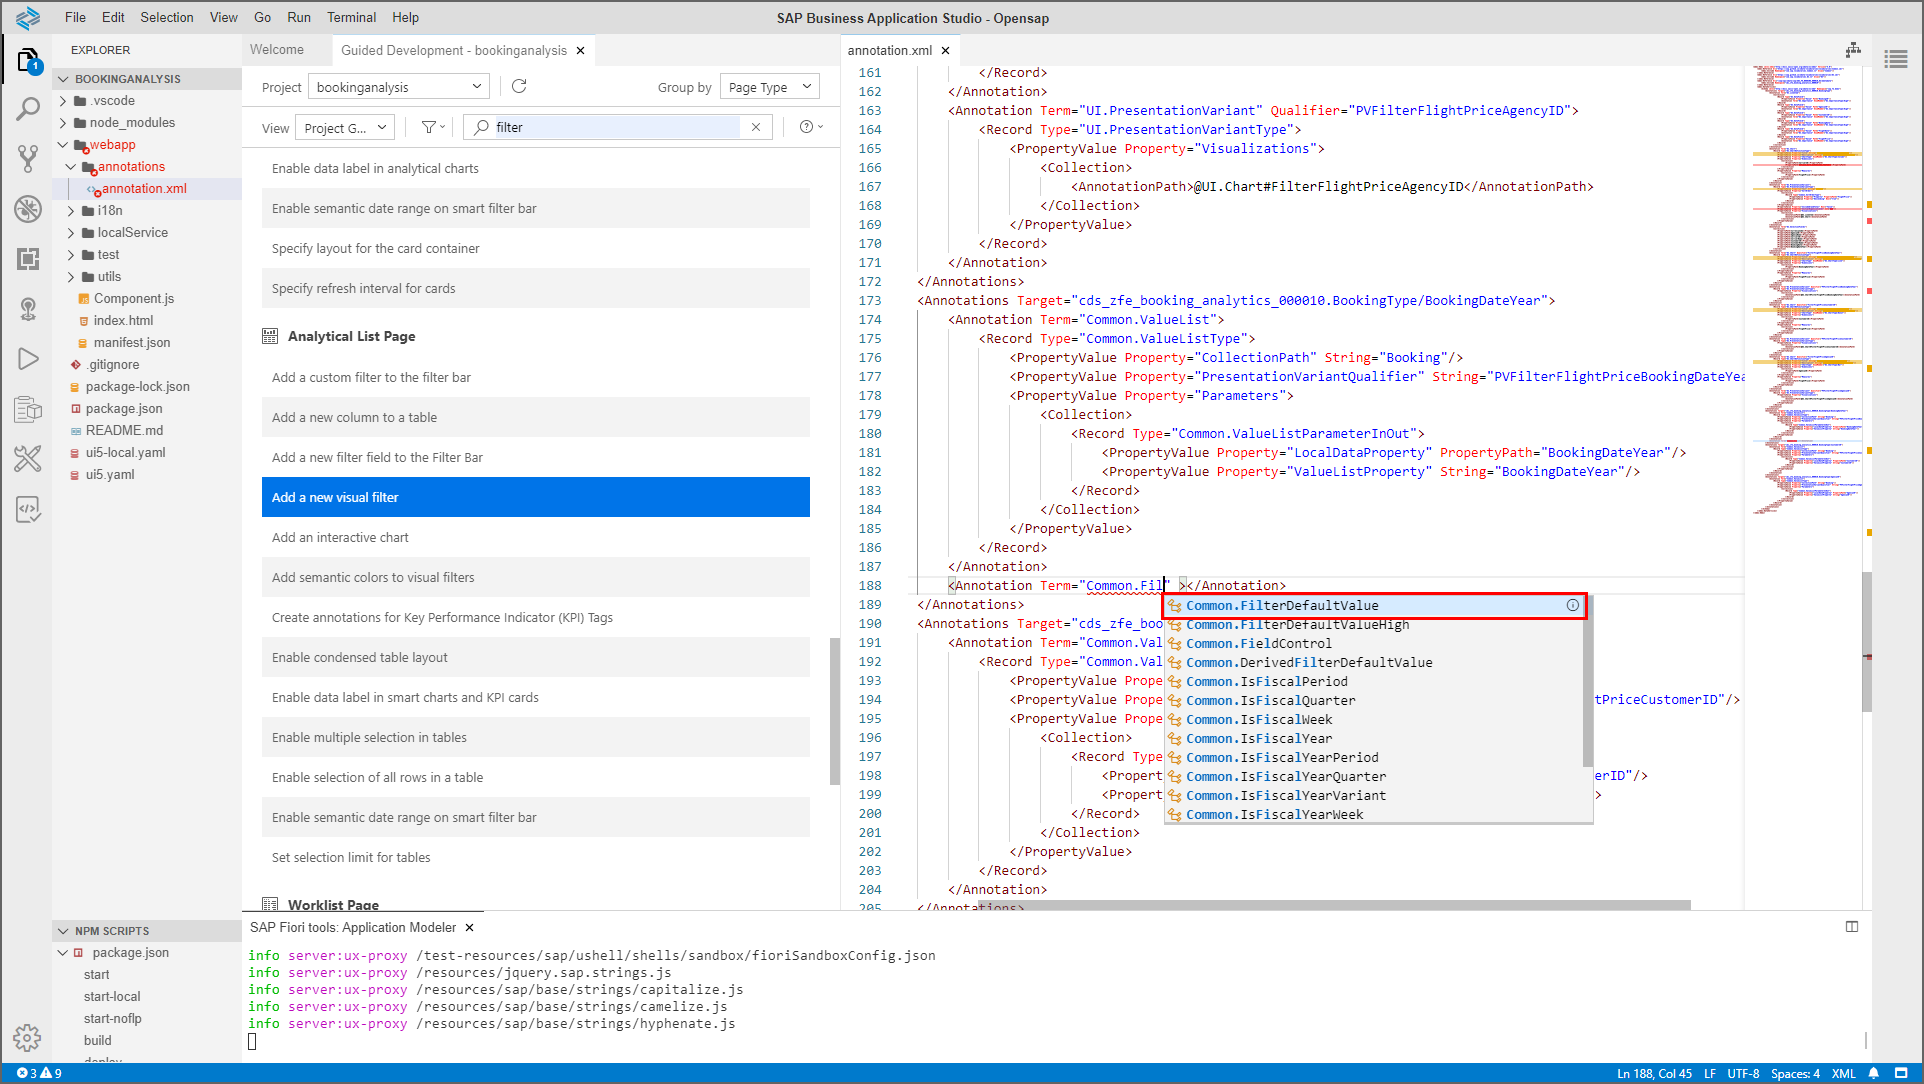 File Edit Selection View Go Run Terminal Help
SAP Business Application Studio - Opensap
1
EXPLORER
BOOKINGANALYSIS
.vscode
node_modules
webapp
annotations
annotation.xml
i18n
localService
test
utils
Component.js
index.html
manifest.json
.gitignore
package-lock.json
package.json
README.md
ui5-local.yaml
ui5.yaml
NPM SCRIPTS
package.json
start
start-local
start-noflp
build
deploy
Welcome
Guided Development - bookinganalysis
Project bookinganalysis
Group by Page Type
View Project G...
filter
Enable data label in analytical charts
Enable semantic date range on smart filter bar
Specify layout for the card container
Specify refresh interval for cards
Analytical List Page
Add a custom filter to the filter bar
Add a new column to a table
Add a new filter field to the Filter Bar
Add a new visual filter
Add an interactive chart
Add semantic colors to visual filters
Create annotations for Key Performance Indicator (KPI) Tags
Enable condensed table layout
Enable data label in smart charts and KPI cards
Enable multiple selection in tables
Enable selection of all rows in a table
Enable semantic date range on smart filter bar
Set selection limit for tables
Worklist Page
annotation.xml
161 </Record>
162 </Annotation>
163 <Annotation Term="UI.PresentationVariant" Qualifier="PVFilterFlightPriceAgencyID">
164 <Record Type="UI.PresentationVariantType">
165 <PropertyValue Property="Visualizations">
166 <Collection>
167 <AnnotationPath>@UI.Chart#FilterFlightPriceAgencyID</AnnotationPath>
168 </Collection>
169 </PropertyValue>
170 </Record>
171 </Annotation>
172 </Annotations>
173 <Annotations Target="cds_zfe_booking_analytics_000010.BookingType/BookingDateYear">
174 <Annotation Term="Common.ValueList">
175 <Record Type="Common.ValueListType">
176 <PropertyValue Property="CollectionPath" String="Booking"/>
177 <PropertyValue Property="PresentationVariantQualifier" String="PVFilterFlightPriceBookingDateYea
178 <PropertyValue Property="Parameters">
179 <Collection>
180 <Record Type="Common.ValueListParameterInOut">
181 <PropertyValue Property="LocalDataProperty" PropertyPath="BookingDateYear"/>
182 <PropertyValue Property="ValueListProperty" String="BookingDateYear"/>
183 </Record>
184 </Collection>
185 </PropertyValue>
186 </Record>
187 </Annotation>
188 <Annotation Term="Common.Fil" ></Annotation>
189 </Annotations>
190 <Annotations Target="cds_zfe_boo
191 <Annotation Term="Common.Val
192 <Record Type="Common.Val
193 <PropertyValue Prope
194 <PropertyValue Prope tPriceCustomerID"/>
195 <PropertyValue Prope
196 <Collection>
197 <Record Type
198 <Propert erID"/>
199 <Propert >
200 </Record>
201 </Collection>
202 </PropertyValue>
203 </Record>
204 </Annotation>
205 </Annotations>
Common.FilterDefaultValue
Common.FilterDefaultValueHigh
Common.FieldControl
Common.DerivedFilterDefaultValue
Common.IsFiscalPeriod
Common.IsFiscalQuarter
Common.IsFiscalWeek
Common.IsFiscalYear
Common.IsFiscalYearPeriod
Common.IsFiscalYearQuarter
Common.IsFiscalYearVariant
Common.IsFiscalYearWeek
SAP Fiori tools: Application Modeler
info server:ux-proxy /test-resources/sap/ushell/shells/sandbox/fioriSandboxConfig.json
info server:ux-proxy /resources/jquery.sap.strings.js
info server:ux-proxy /resources/sap/base/strings/capitalize.js
info server:ux-proxy /resources/sap/base/strings/camelize.js
info server:ux-proxy /resources/sap/base/strings/hyphenate.js
3 9
Ln 188, Col 45 LF UTF-8 Spaces: 4 XML